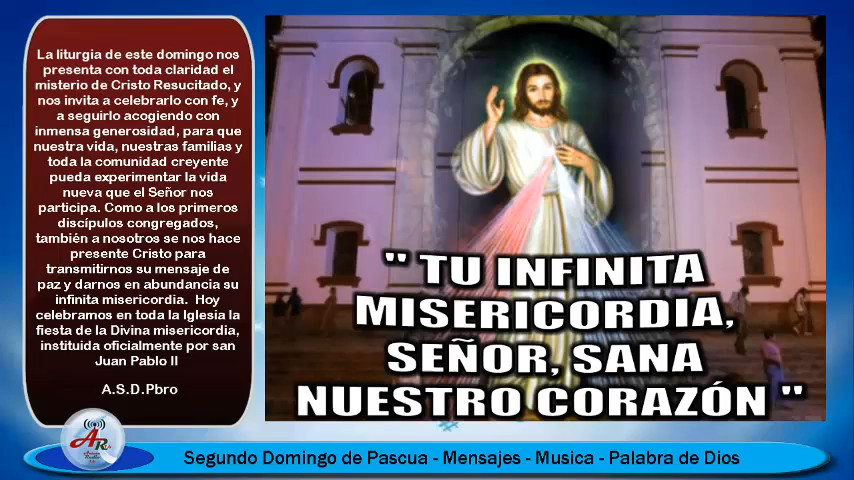 La liturgia de este domingo nos
presenta con toda claridad el
misterio de Cristo Resucitado, y
nos invita a celebrarlo con fe, y
a seguirlo acogiendo con
inmensa generosidad, para que
nuestra vida, nuestras familias y
toda la comunidad creyente
pueda experimentar la vida
nueva que el Señor nos
participa. Como a los primeros
discípulos congregados,
también a nosotros se nos hace
presente Cristo para
transmitirnos su mensaje de
paz y darnos en abundancia su
infinita misericordia. Hoy
celebramos en toda la Iglesia la
fiesta de la Divina misericordia,
instituida oficialmente por san
Juan Pablo II
A.S.D.Pbro
" TU INFINITA
MISERICORDIA,
SEÑOR, SANA
NUESTRO CORAZÓN "
Segundo Domingo de Pascua - Mensajes - Musica - Palabra de Dios